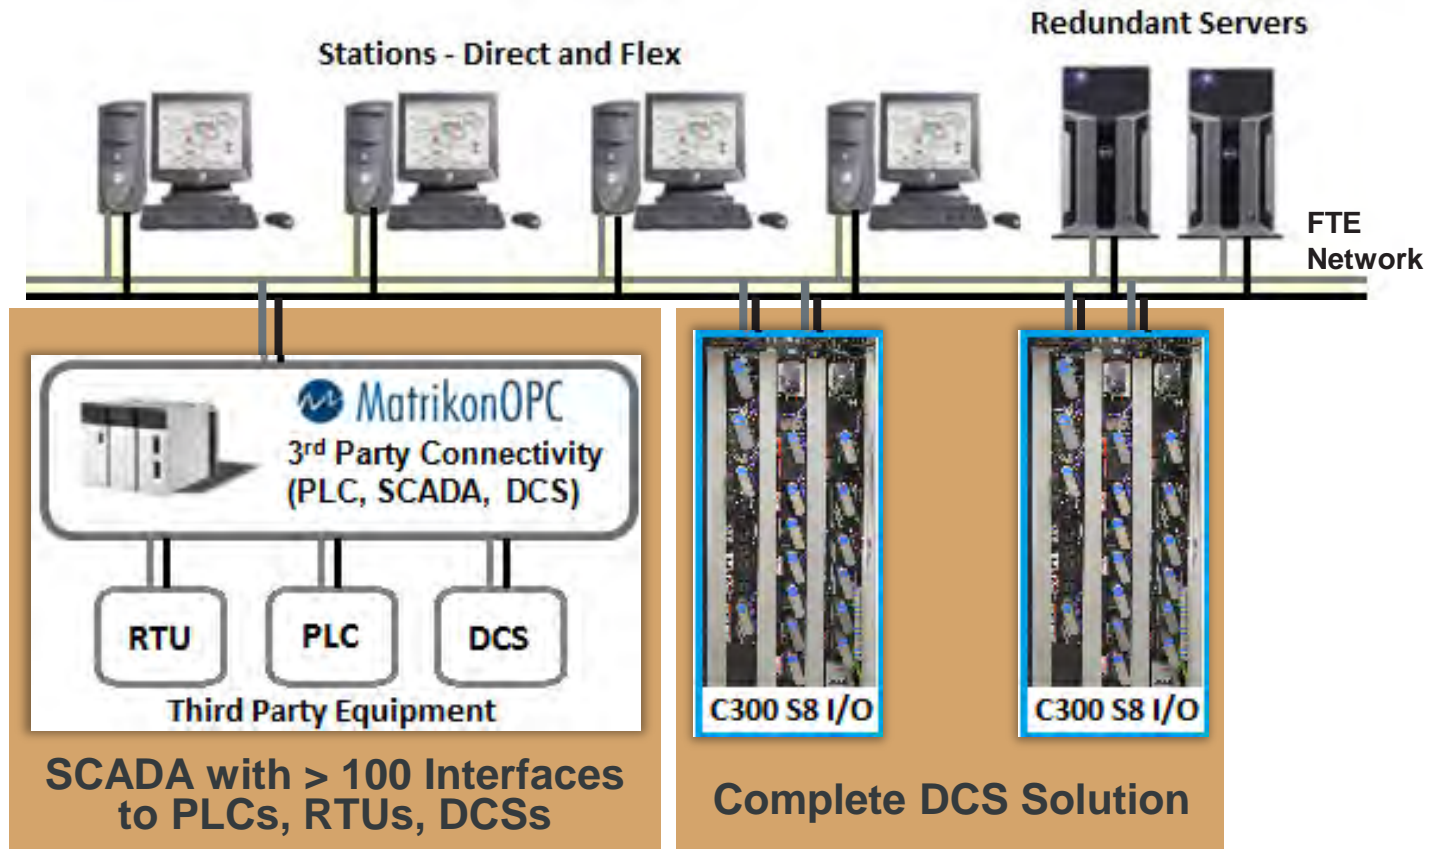 Redundant Servers
Stations - Direct and Flex
FTE
Network
MatrikonOPC
3rd Party Connectivity
(PLC, SCADA, DCS)
RTU
PLC
DCS
Third Party Equipment
C300 S8 I/O
C300 S8 I/O
SCADA with > 100 Interfaces
to PLCs, RTUs, DCSs
Complete DCS Solution